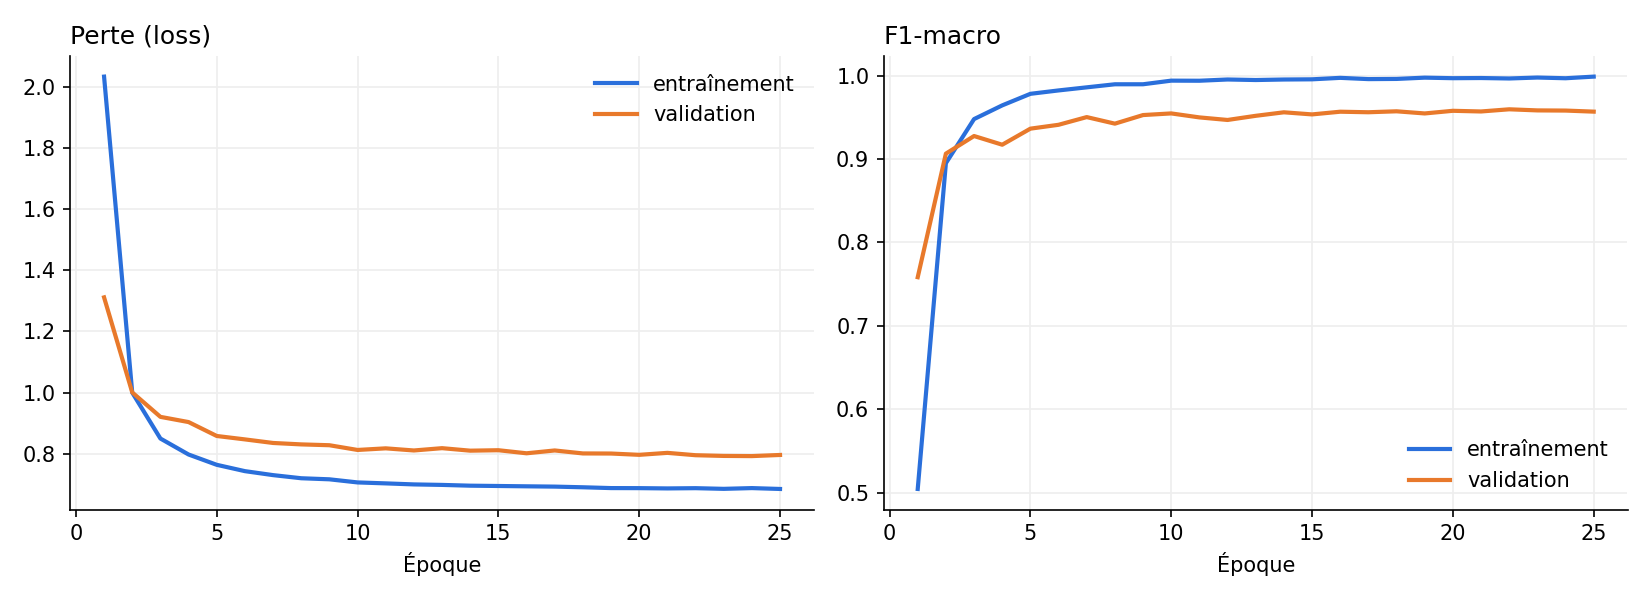 Perte (loss)
2.0
1.8
1.6
1.4
1.2
1.0
0.8
entraînement
validation
0 5 10 15 20 25
Époque
F1-macro
1.0
0.9
0.8
0.7
0.6
0.5
entraînement
validation
0 5 10 15 20 25
Époque